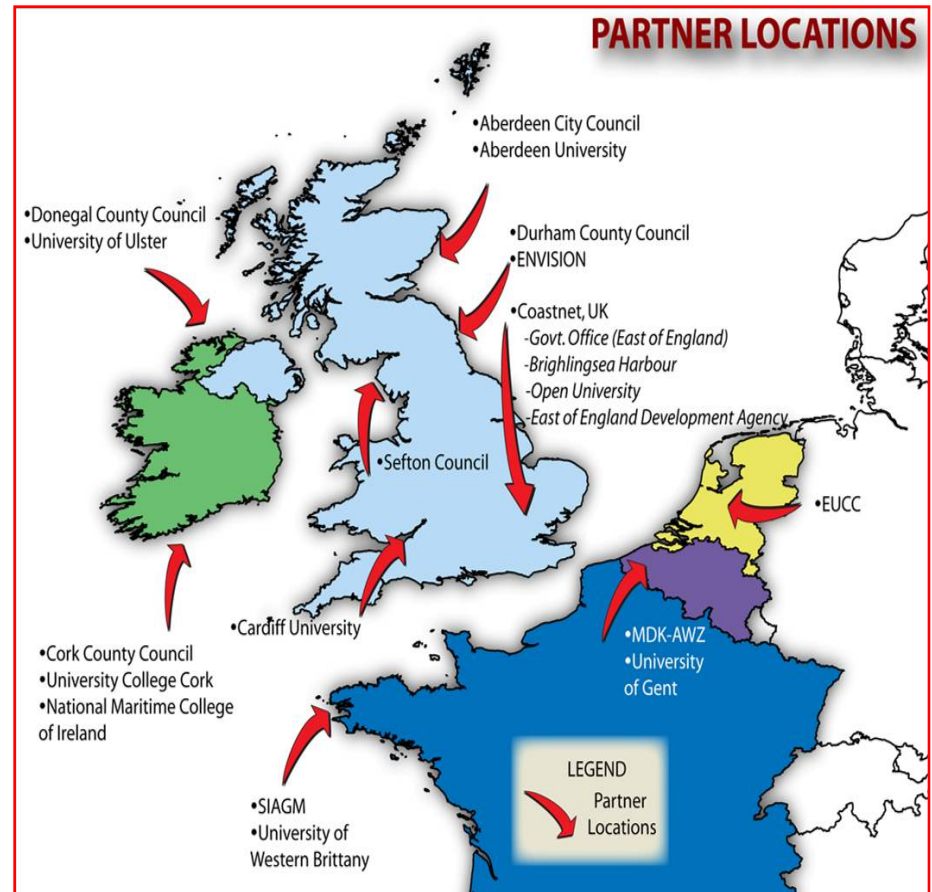 PARTNER LOCATIONS
•Aberdeen City Council
•Aberdeen University
•Donegal County Council
•University of Ulster
•Durham County Council
•ENVISION
•Coastnet, UK
-Govt. Office (East of England)
-Brighlingsea Harbour
-Open University
-East of England Development Agency
•Sefton Council
•EUCC
•Cardiff University
•MDK-AWZ
•University
of Gent
•Cork County Council
•University College Cork
•National Maritime College
of Ireland
•SIAGM
•University of
Western Brittany
LEGEND
Partner
Locations